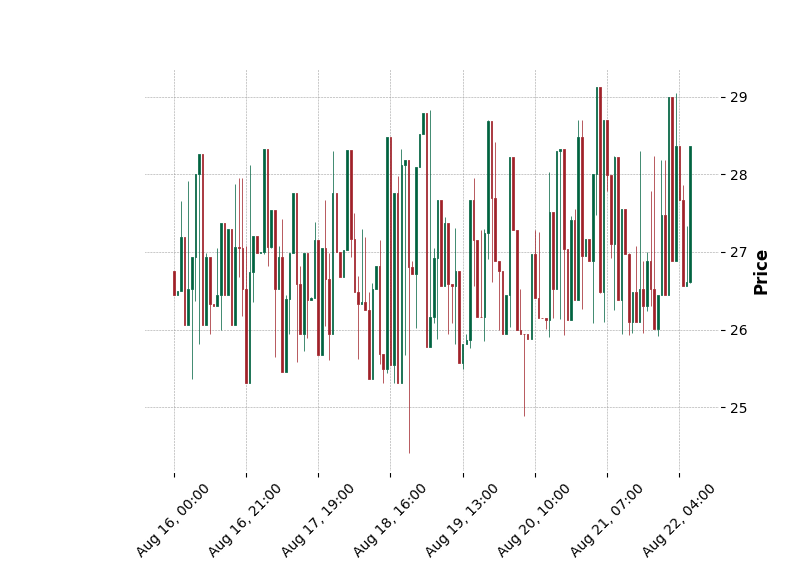 29
28
27
26
25
Price
Aug 16, 00:00
Aug 16, 21:00
Aug 17, 19:00
Aug 18, 16:00
Aug 19, 13:00
Aug 20, 10:00
Aug 21, 07:00
Aug 22, 04:00